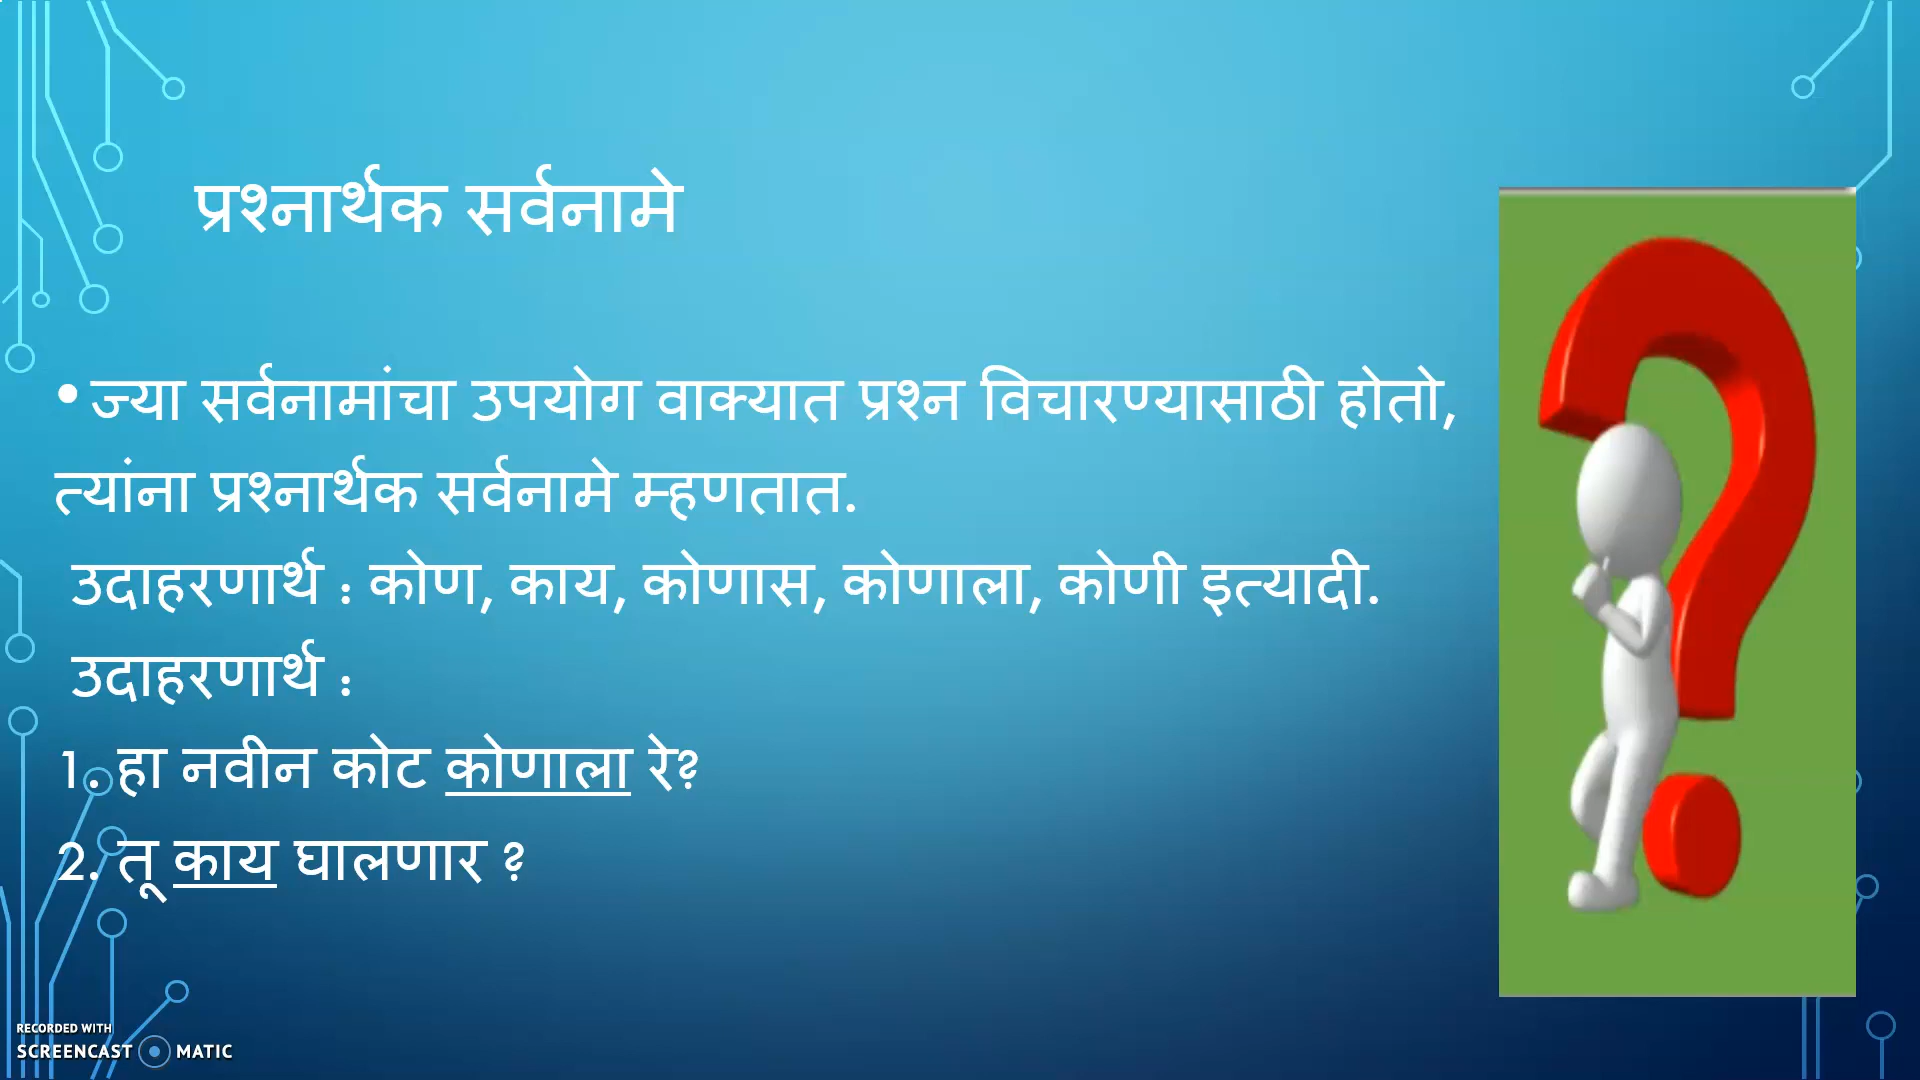 प्रश्नार्थक सर्वनामे
• ज्या सर्वनामांचा उपयोग वाक्यात प्रश्न विचारण्यासाठी होतो,
त्यांना प्रश्नार्थक सर्वनामे म्हणतात.
उदाहरणार्थ : कोण, काय, कोणास, कोणाला, कोणी इत्यादी.
उदाहरणार्थ :
1. हा नवीन कोट कोणाला रे?
2. तू काय घालणार ?
RECORDED WITH
SCREENCAST MATIC